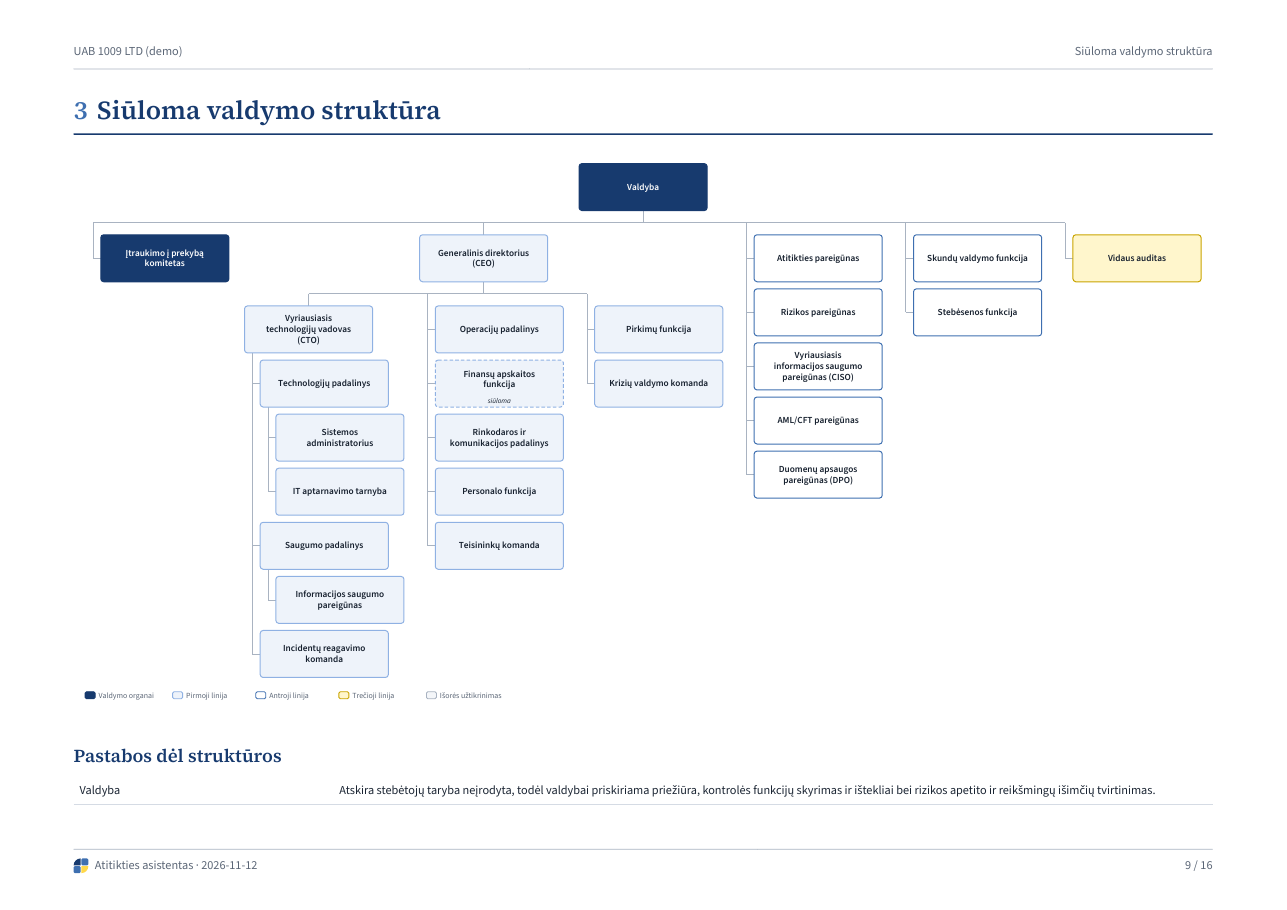 UAB 1009 LTD (demo)
Siūloma valdymo struktūra
3 Siūloma valdymo struktūra
Valdyba
Įtraukimo į prekybą
komitetas
Generalinis direktorius
(CEO)
Atitikties pareigūnas
Skundų valdymo funkcija
Vidaus auditas
Vyriausiasis
technologijų vadovas
(CTO)
Operacijų padalinys
Pirkimų funkcija
Rizikos pareigūnas
Stebėsenos funkcija
Technologijų padalinys
Finansų apskaitos
funkcija
siūloma
Krizių valdymo komanda
Vyriausiasis
informacijos saugumo
pareigūnas (CISO)
Sistemos
administratorius
Rinkodaros ir
komunikacijos padalinys
AML/CFT pareigūnas
IT aptarnavimo tarnyba
Personalo funkcija
Duomenų apsaugos
pareigūnas (DPO)
Saugumo padalinys
Teisininkų komanda
Informacijos saugumo
pareigūnas
Incidentų reagavimo
komanda
Valdymo organai
Pirmoji linija
Antroji linija
Trečioji linija
Išorės užtikrinimas
Pastabos dėl struktūros
Valdyba
Atskira stebėtojų taryba neįrodyta, todėl valdybai priskiriama priežiūra, kontrolės funkcijų skyrimas ir ištekliai bei rizikos apetito ir reikšmingų išimčių tvirtinimas.
Atitikties asistentas · 2026-11-12
9 / 16